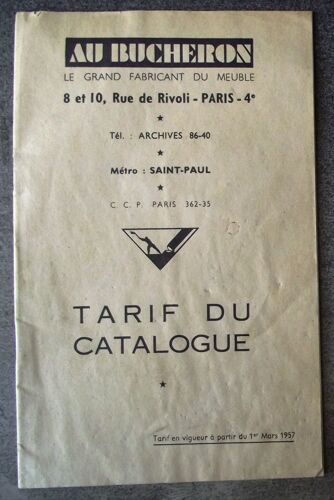 AU BUCHERON
LE GRAND FABRICANT DU MEUBLE
8 et 10, Rue de Rivoli - PARIS - 4e
★
Tél. : ARCHIVES 86-40
★
Métro : SAINT-PAUL
★
C. C. P. PARIS 362-35
TARIF DU
CATALOGUE
★
Tarif en vigueur à partir du 1er Mars 1957